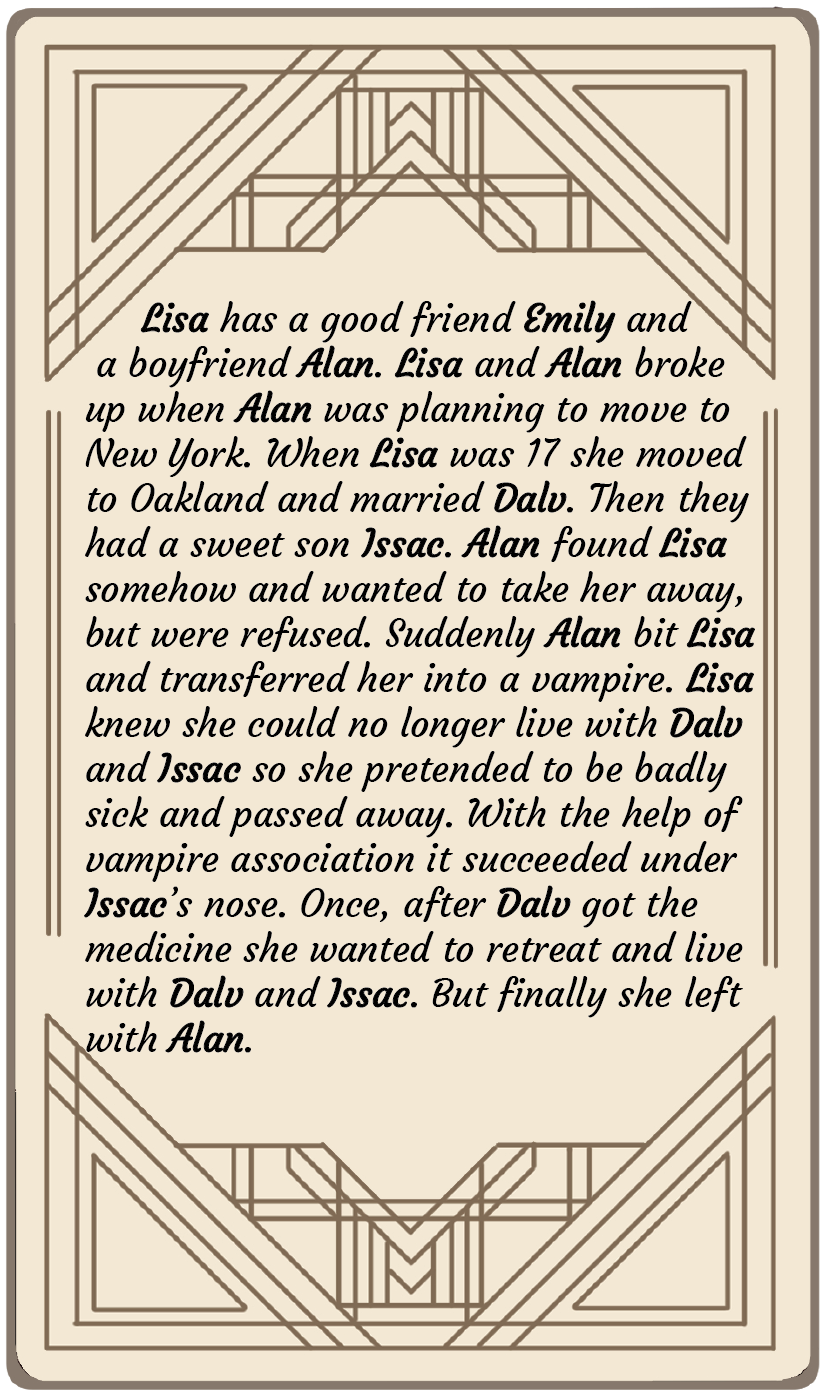 Lisa has a good friend Emily and
a boyfriend Alan. Lisa and Alan broke
up when Alan was planning to move to
New York. When Lisa was 17 she moved
to Oakland and married Dalv. Then they
had a sweet son Issac. Alan found Lisa
somehow and wanted to take her away,
but were refused. Suddenly Alan bit Lisa
and transferred her into a vampire. Lisa
knew she could no longer live with Dalv
and Issac so she pretended to be badly
sick and passed away. With the help of
vampire association it succeeded under
Issac's nose. Once, after Dalv got the
medicine she wanted to retreat and live
with Dalv and Issac. But finally she left
with Alan.